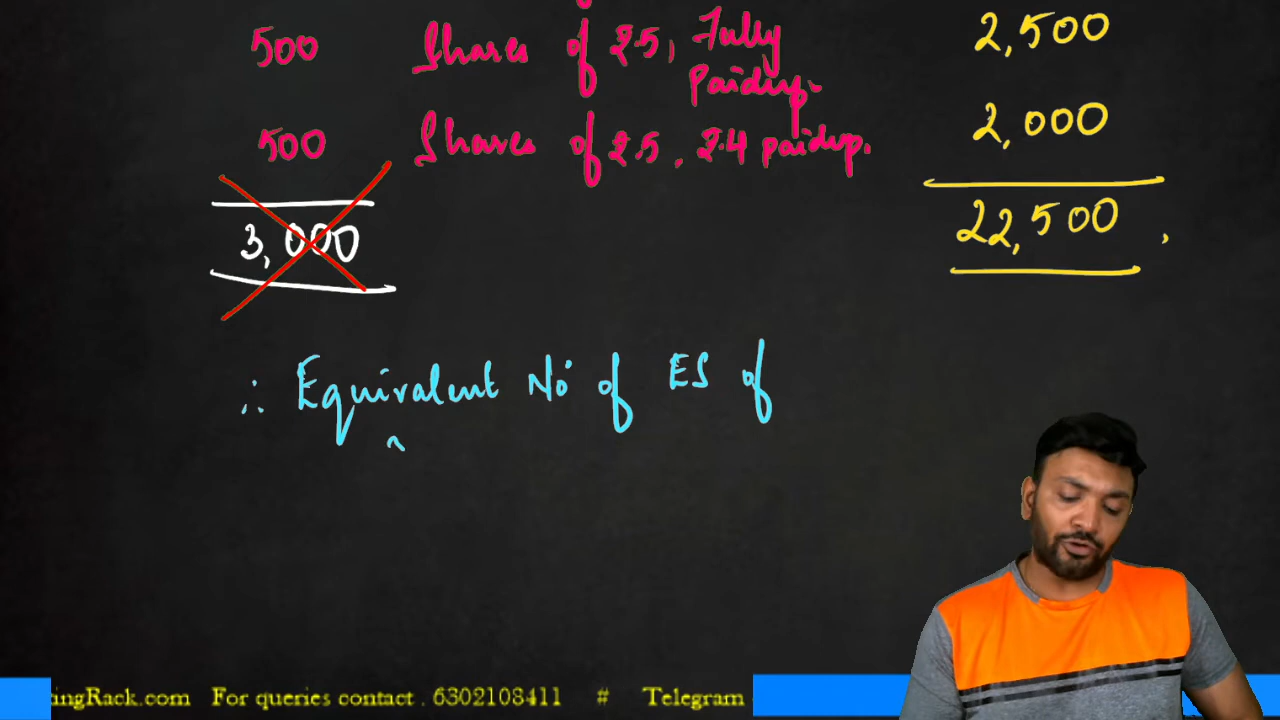 500 Shares of ₹5, Fully 2,500
Paidup.
500 Shares of ₹5, ₹4 paidup. 2,000
3,000 22,500
∴ Equivalent No of ES of
ingRack.com For queries contact . 6302108411 # Telegram